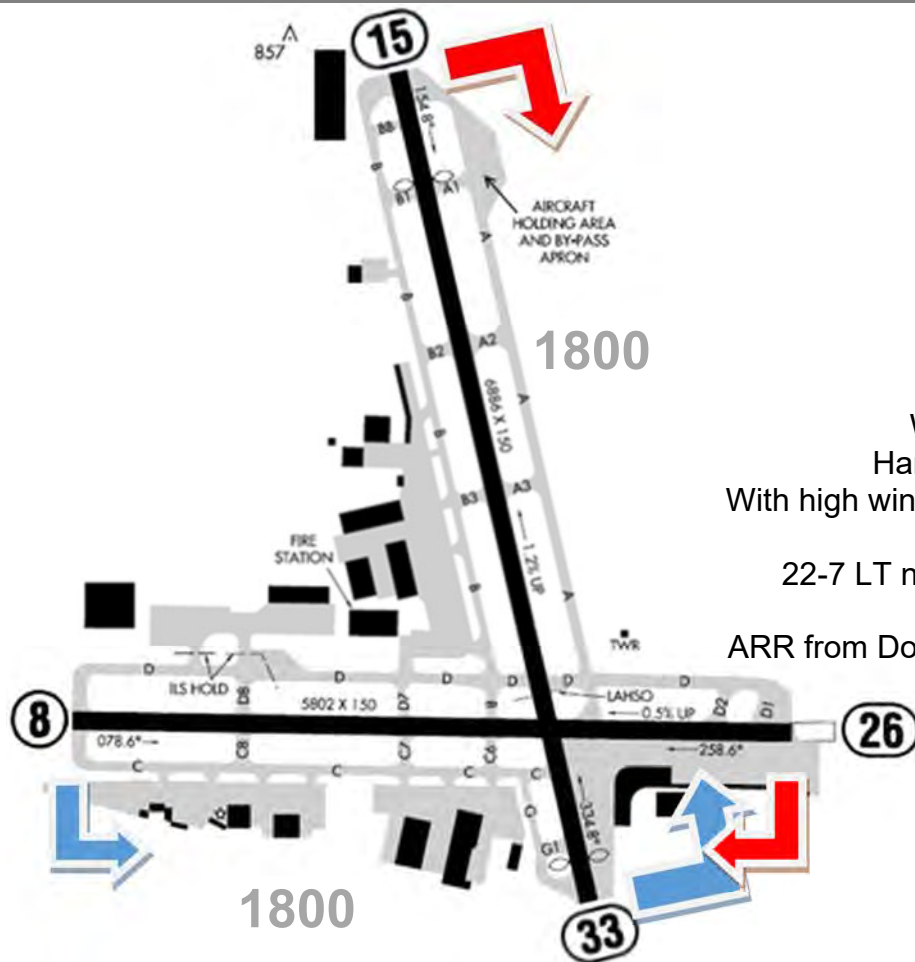 857
15
154.8°
BB
B
B1
A1
A
AIRCRAFT
HOLDING AREA
AND BY-PASS
APRON
B
B2
A2
1800
6886 X 150
A
B
B3
A3
With high win
FIRE
STATION
1.2% UP
B
A
22-7 LT
TWR
ARR from Do
D
ILS HOLD
D8
D
D7
D
B
D
D
LAHSO
D
D2
D1
8
5802 X 150
0.5% UP
26
078.6°
C8
C7
C6
258.6°
C
C
C
C
G
334.8°
G1
1800
33